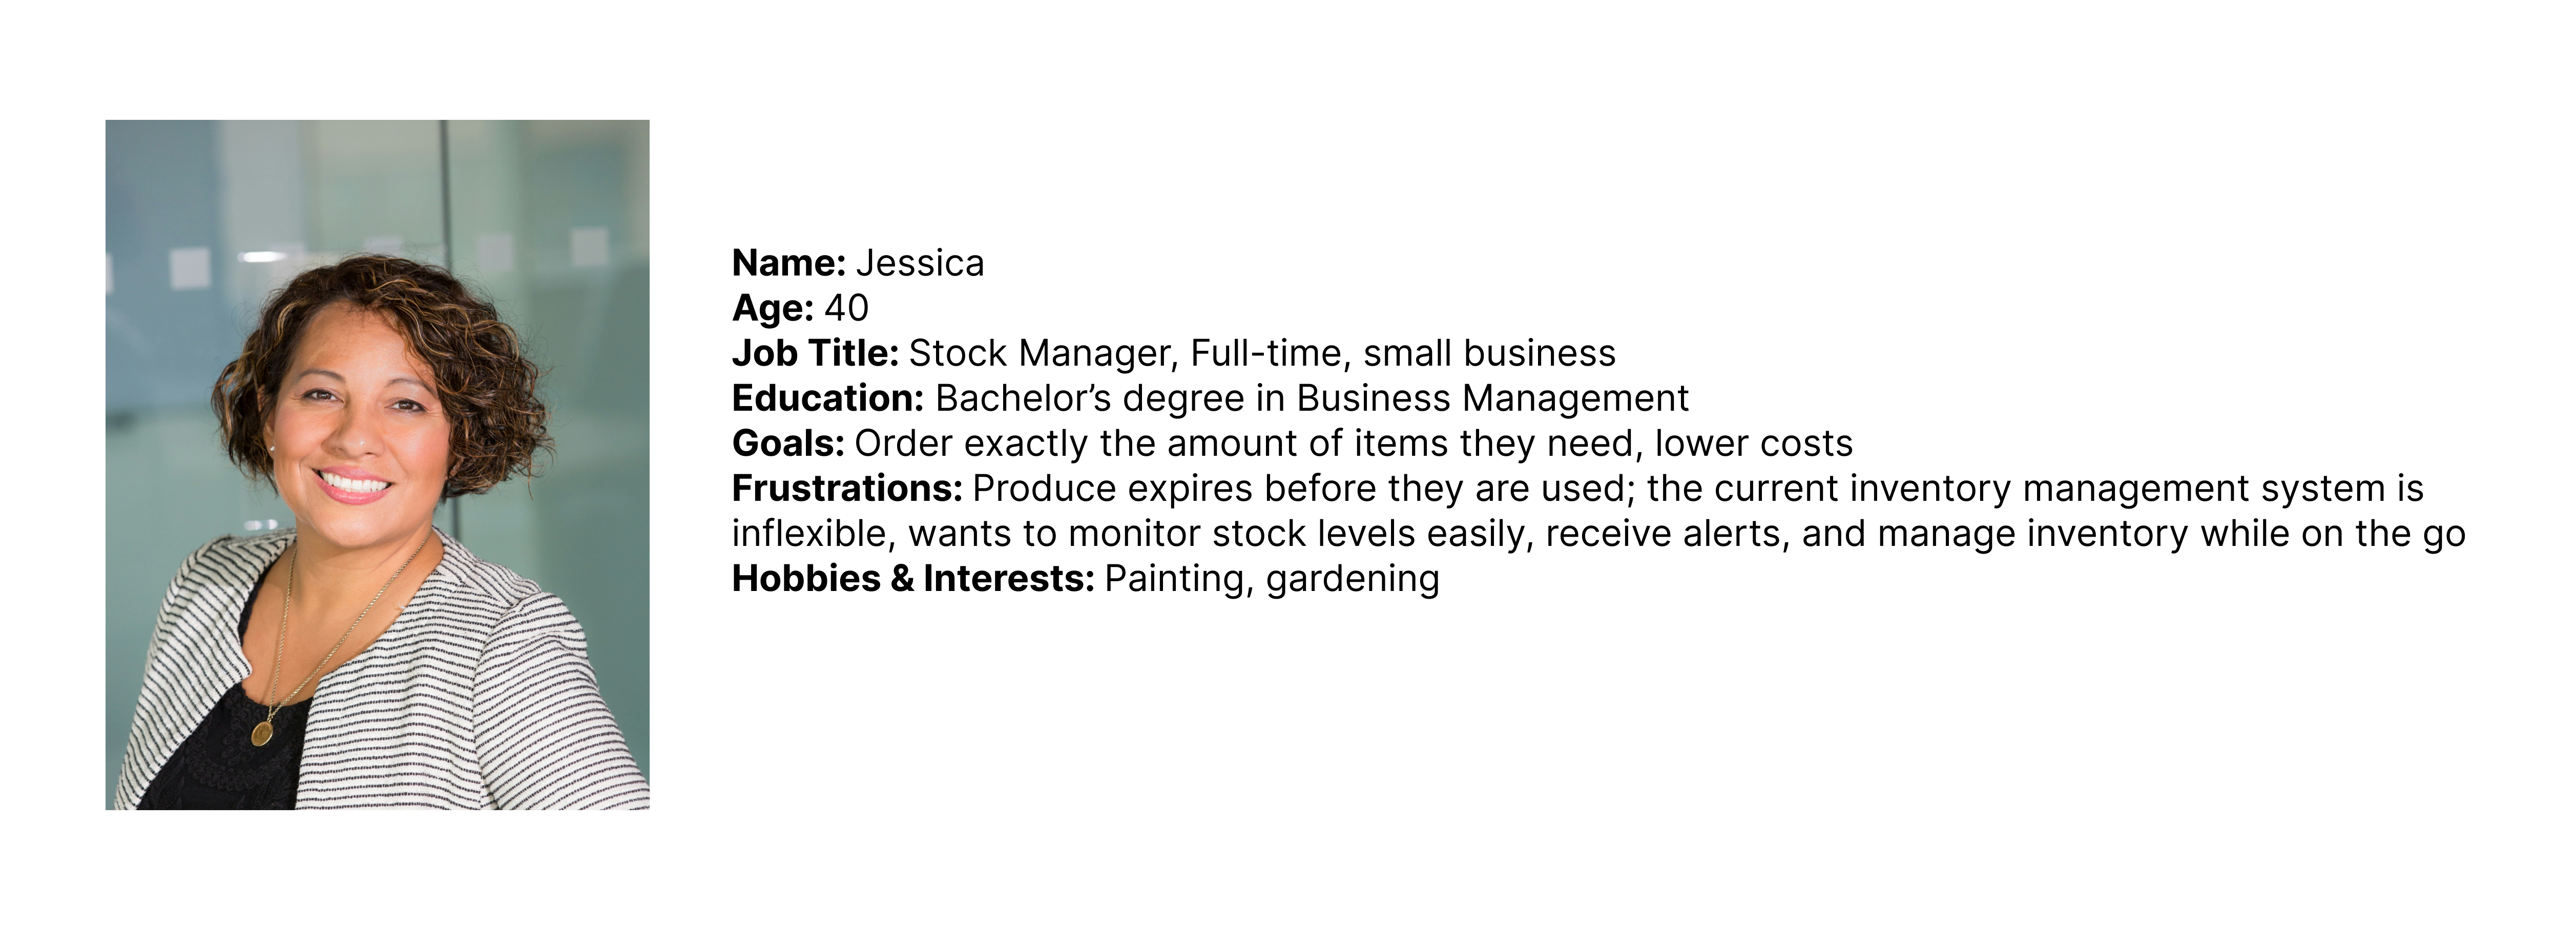 Name: Jessica
Age: 40
Job Title: Stock Manager, Full-time, small business
Education: Bachelor’s degree in Business Management
Goals: Order exactly the amount of items they need, lower costs
Frustrations: Produce expires before they are used; the current inventory management system is
inflexible, wants to monitor stock levels easily, receive alerts, and manage inventory while on the go
Hobbies & Interests: Painting, gardening